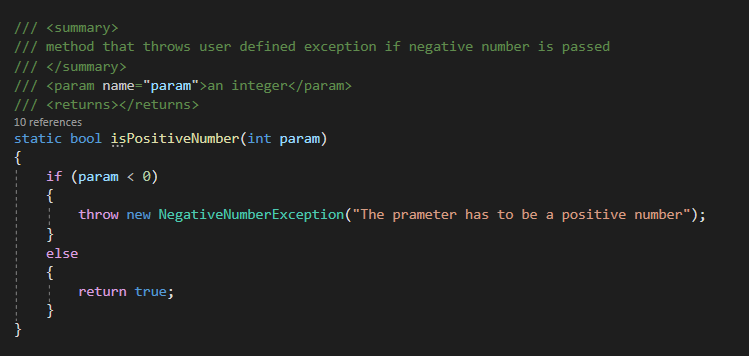 /// <summary>
/// method that throws user defined exception if negative number is passed
/// </summary>
/// <param name="param">an integer</param>
/// <returns></returns>
10 references
static bool isPositiveNumber(int param)
{
if (param < 0)
{
throw new NegativeNumberException("The prameter has to be a positive number");
}
else
{
return true;
}
}